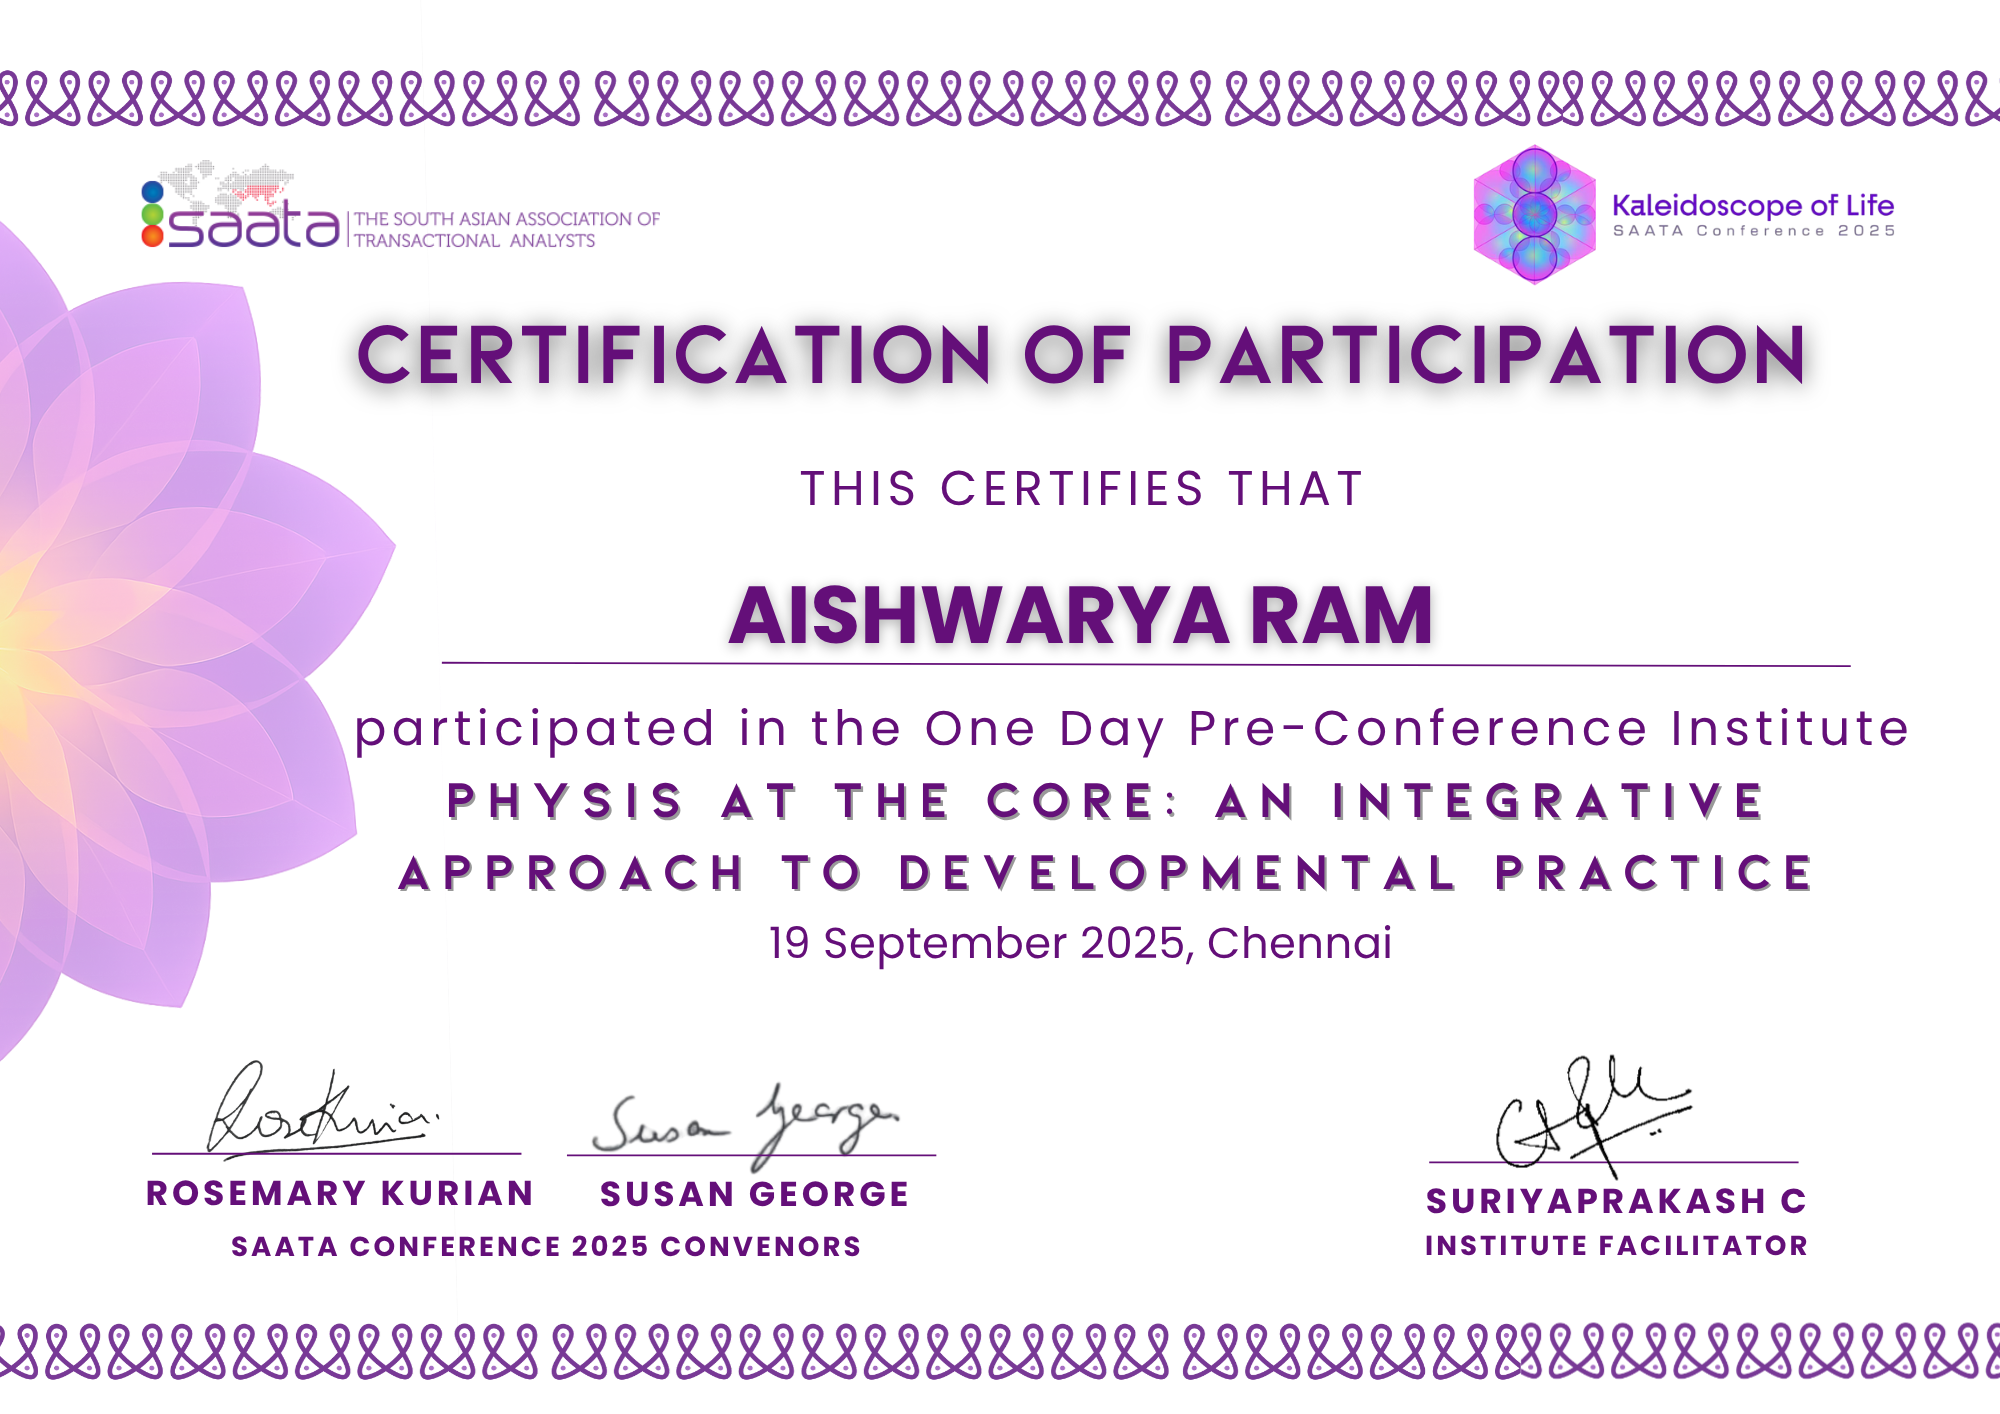 saata
THE SOUTH ASIAN ASSOCIATION OF
TRANSACTIONAL ANALYSTS
Kaleidoscope of Life
SAATA Conference 2025
CERTIFICATION OF PARTICIPATION
THIS CERTIFIES THAT
AISHWARYA RAM
participated in the One Day Pre-Conference Institute
PHYSIS AT THE CORE: AN INTEGRATIVE
APPROACH TO DEVELOPMENTAL PRACTICE
19 September 2025, Chennai
Susan George
ROSEMARY KURIAN
SUSAN GEORGE
SURIYAPRAKASH C
SAATA CONFERENCE 2025 CONVENORS
INSTITUTE FACILITATOR